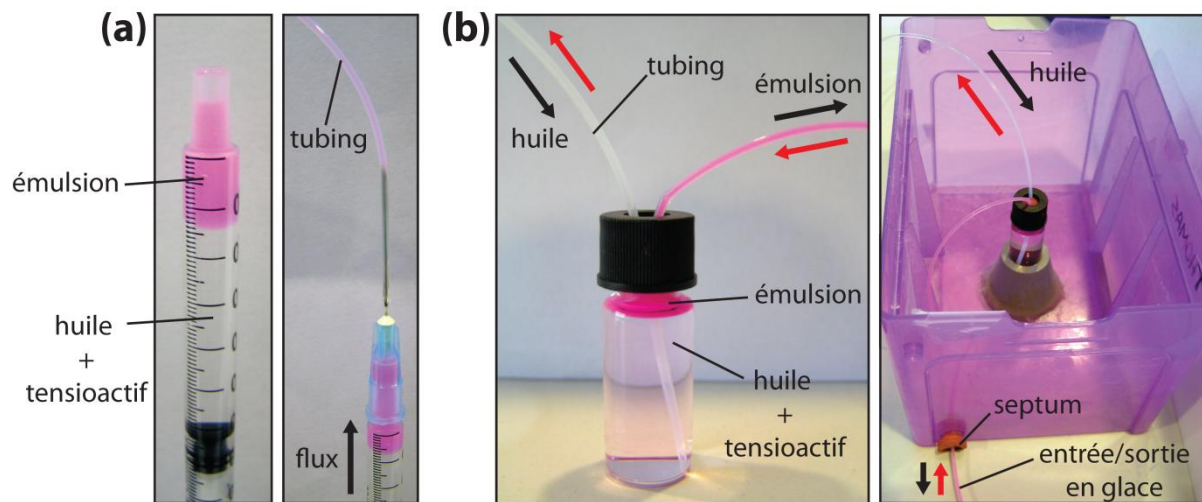 (a)
tubing
émulsion
huile
+
tensioactif
flux
(b)
tubing
huile
émulsion
émulsion
huile
+
tensioactif
huile
septum
entrée/sortie
en glace